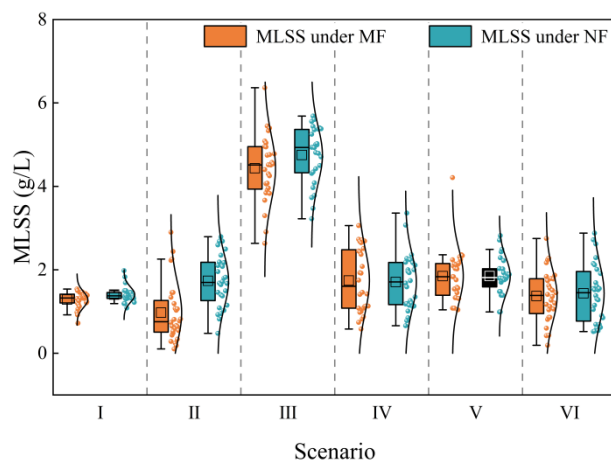 MLSS under MF
MLSS under NF
8
6
4
2
0
MLSS (g/L)
I
II
III
IV
V
VI
Scenario